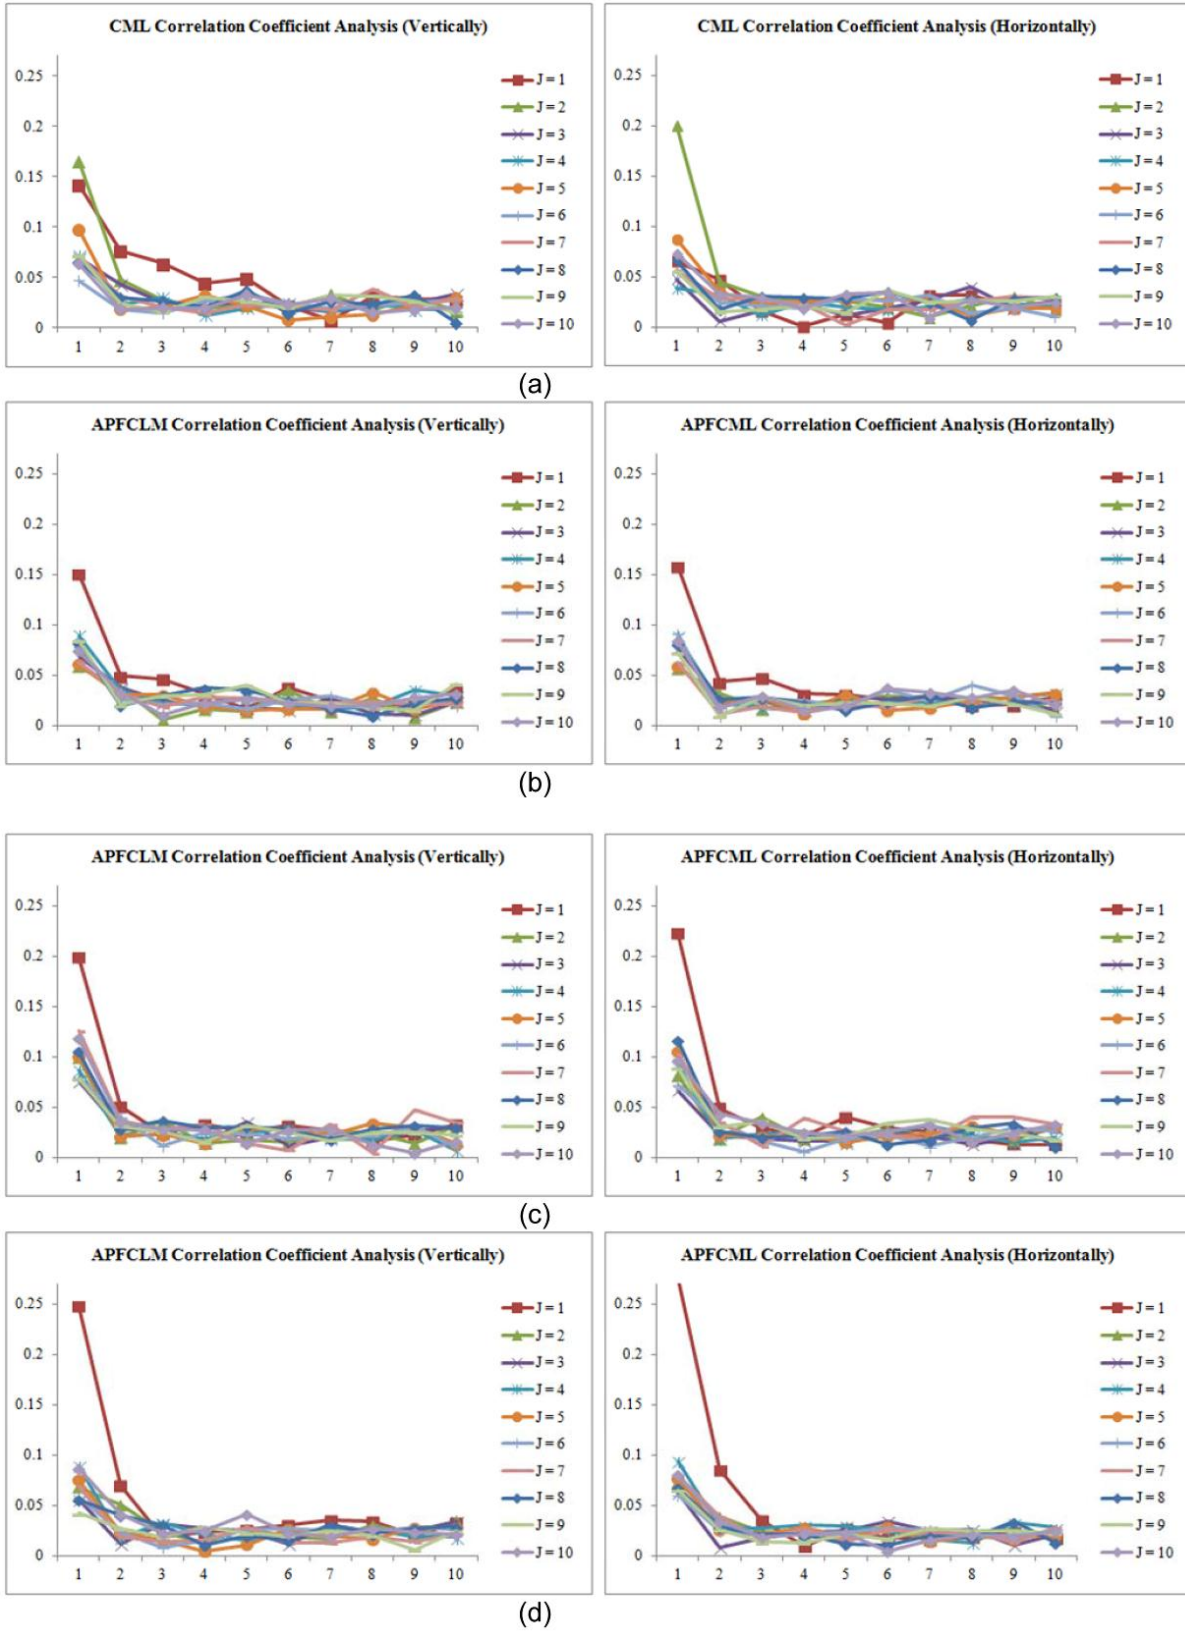 CML Correlation Coefficient Analysis (Vertically)
0.25
0.2
0.15
0.1
0.05
0
1 2 3 4 5 6 7 8 9 10
J = 1
J = 2
J = 3
J = 4
J = 5
J = 6
J = 7
J = 8
J = 9
J = 10
CML Correlation Coefficient Analysis (Horizontally)
0.25
0.2
0.15
0.1
0.05
0
1 2 3 4 5 6 7 8 9 10
J = 1
J = 2
J = 3
J = 4
J = 5
J = 6
J = 7
J = 8
J = 9
J = 10
(a)
APFCLM Correlation Coefficient Analysis (Vertically)
0.25
0.2
0.15
0.1
0.05
0
1 2 3 4 5 6 7 8 9 10
J = 1
J = 2
J = 3
J = 4
J = 5
J = 6
J = 7
J = 8
J = 9
J = 10
APFCML Correlation Coefficient Analysis (Horizontally)
0.25
0.2
0.15
0.1
0.05
0
1 2 3 4 5 6 7 8 9 10
J = 1
J = 2
J = 3
J = 4
J = 5
J = 6
J = 7
J = 8
J = 9
J = 10
(b)
APFCLM Correlation Coefficient Analysis (Vertically)
0.25
0.2
0.15
0.1
0.05
0
1 2 3 4 5 6 7 8 9 10
J = 1
J = 2
J = 3
J = 4
J = 5
J = 6
J = 7
J = 8
J = 9
J = 10
APFCML Correlation Coefficient Analysis (Horizontally)
0.25
0.2
0.15
0.1
0.05
0
1 2 3 4 5 6 7 8 9 10
J = 1
J = 2
J = 3
J = 4
J = 5
J = 6
J = 7
J = 8
J = 9
J = 10
(c)
APFCLM Correlation Coefficient Analysis (Vertically)
0.25
0.2
0.15
0.1
0.05
0
1 2 3 4 5 6 7 8 9 10
J = 1
J = 2
J = 3
J = 4
J = 5
J = 6
J = 7
J = 8
J = 9
J = 10
APFCML Correlation Coefficient Analysis (Horizontally)
0.25
0.2
0.15
0.1
0.05
0
1 2 3 4 5 6 7 8 9 10
J = 1
J = 2
J = 3
J = 4
J = 5
J = 6
J = 7
J = 8
J = 9
J = 10
(d)